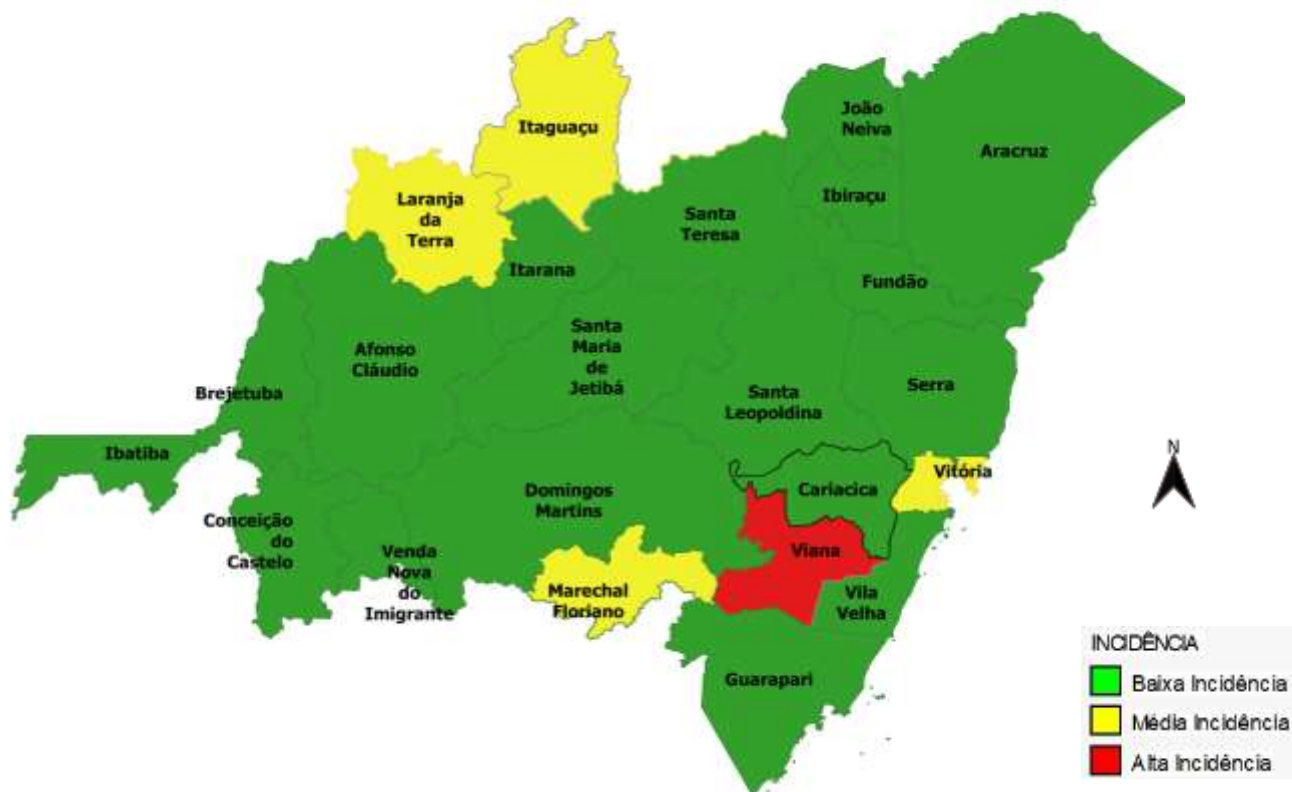 Itaguaçu
João
Neiva
Aracruz
Laranja
da
Terra
Ibiraçu
Santa
Teresa
Itarana
Fundão
Santa
Maria
de
Jetibá
Afonso
Cláudio
Brejetuba
Serra
Santa
Leopoldina
Ibatiba
Vitória
N
Cariacica
Domingos
Martins
Conceição
do
Castelo
Venda
Nova
do
Imigrante
Viana
Marechal
Floriano
Vila
Velha
Guarapari
INCIDÊNCIA
Baixa Incidência
Média Incidência
Alta Incidência